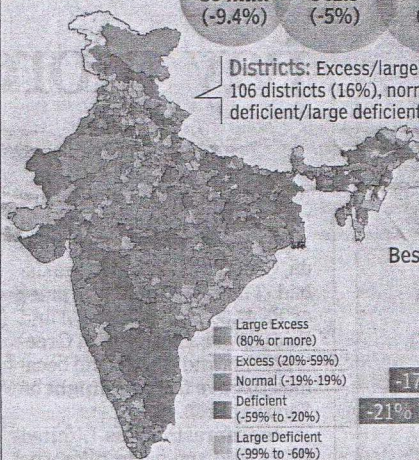 (-9.4%) (-5%)
Districts: Excess/large
106 districts (16%), norm
deficient/large deficient
Bes
Large Excess
(80% or more)
Excess (20%-59%)
Normal (-19%-19%)
Deficient
(-59% to -20%)
-17
-21%
Large Deficient
(-99% to -60%)